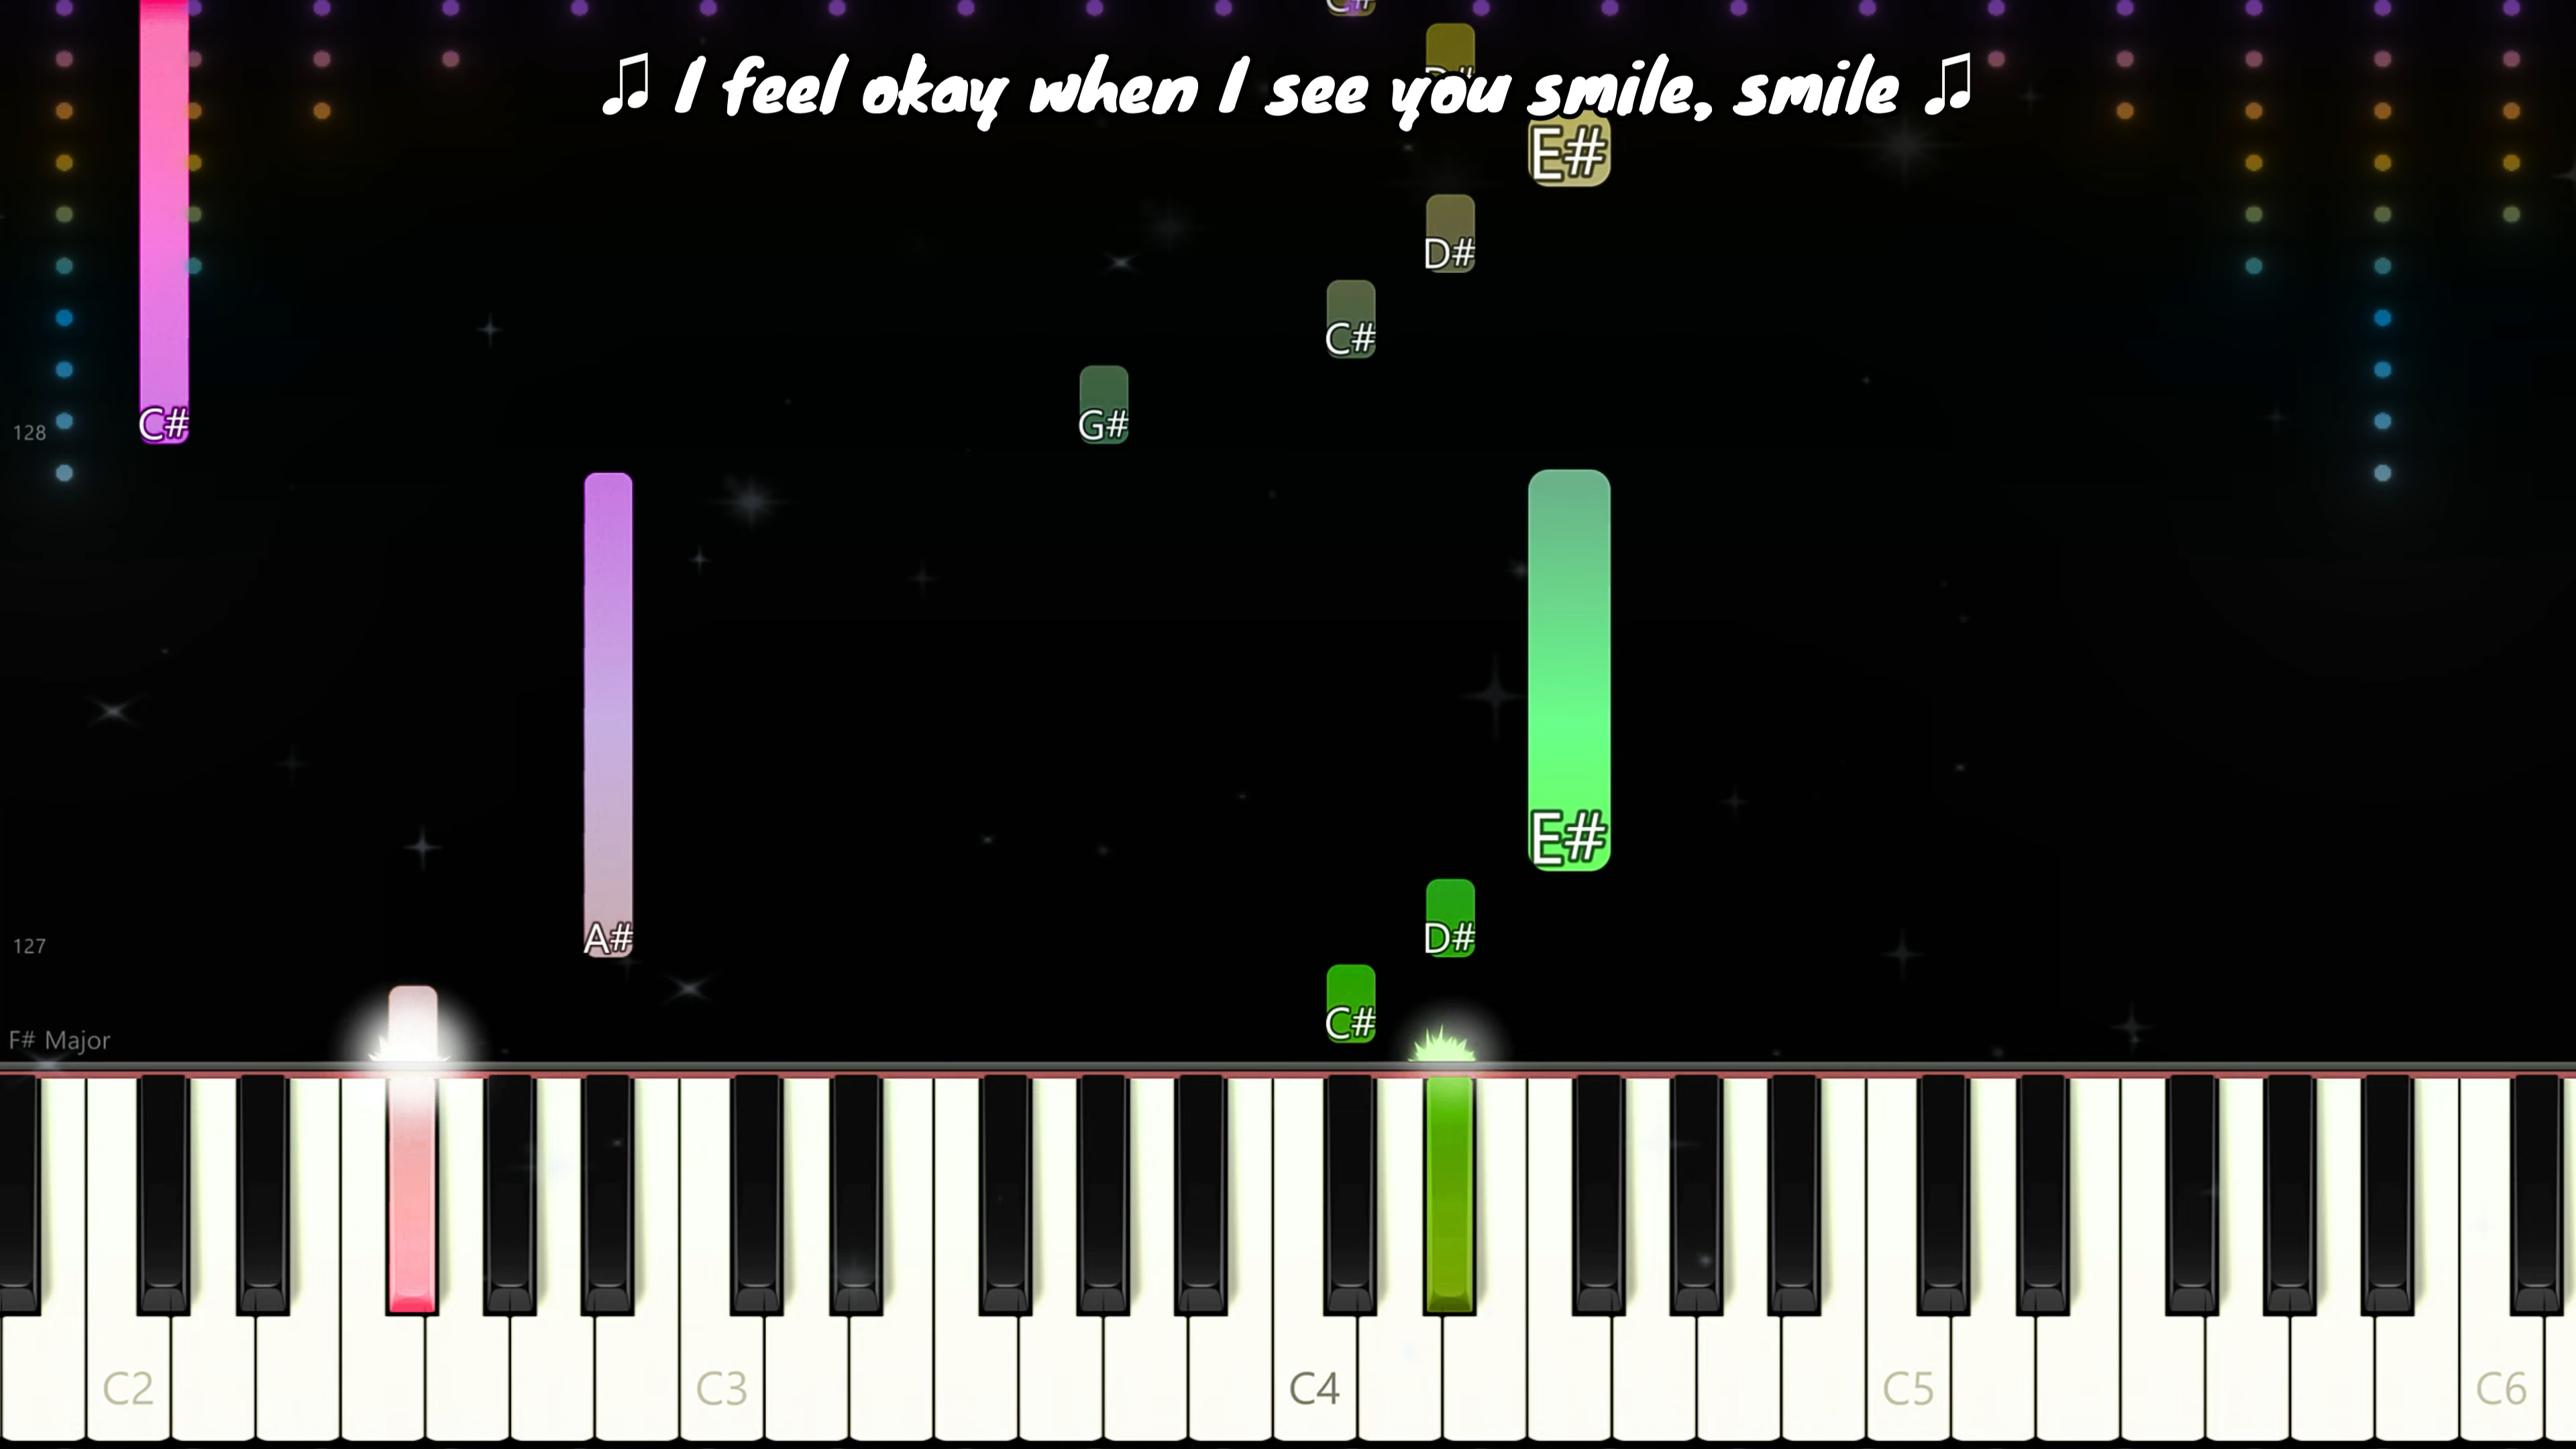 C#
D#
♫ I feel okay when I see you smile, smile ♫
E#
D#
C#
C#
G#
128
E#
A#
D#
127
C#
F# Major
C2
C3
C4
C5
C6